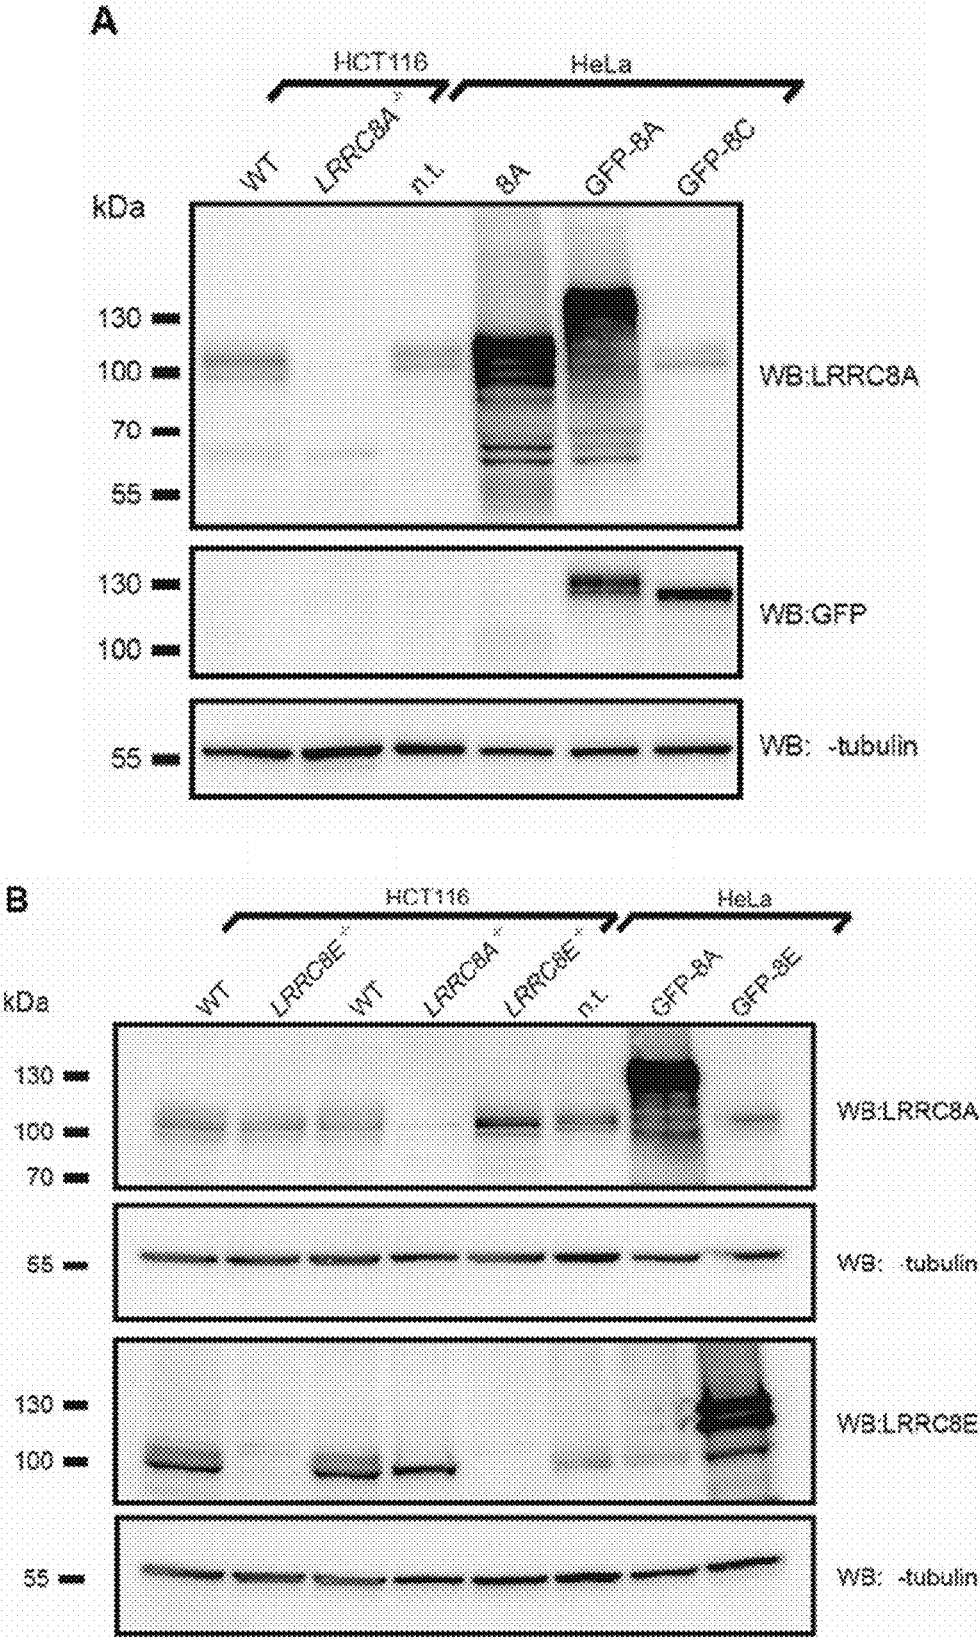 A
HCT116 HeLa
WT LRRC8A n.t. 8A GFP-8A GFP-8C
kDa
130
100
70
55
WB:LRRC8A
130
100
WB:GFP
55
WB: -tubulin
B
HCT116 HeLa
WT LRRC8E WT LRRC8A LRRC8E n.t. GFP-8A GFP-8E
kDa
130
100
70
WB:LRRC8A
55
WB: -tubulin
130
100
WB:LRRC8E
55
WB: -tubulin